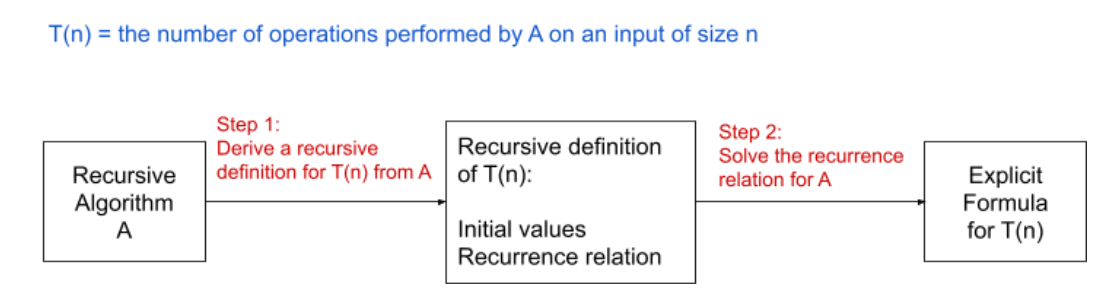 T(n) = the number of operations performed by A on an input of size n
Recursive
Algorithm
A
Step 1:
Derive a recursive
definition for T(n) from A
Recursive definition
of T(n):
Initial values
Recurrence relation
Step 2:
Solve the recurrence
relation for A
Explicit
Formula
for T(n)